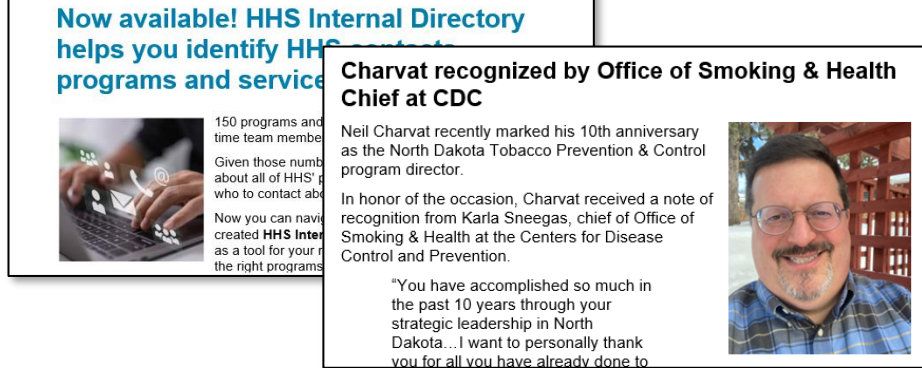 Now available! HHS Internal Directory
helps you identify HHS contacts,
programs and service
150 programs and
time team membe
Given those numb
about all of HHS'
who to contact abo
Now you can navig
created HHS Inter
as a tool for your
the right programs
Charvat recognized by Office of Smoking & Health
Chief at CDC
Neil Charvat recently marked his 10th anniversary
as the North Dakota Tobacco Prevention & Control
program director.
In honor of the occasion, Charvat received a note of
recognition from Karla Sneegas, chief of Office of
Smoking & Health at the Centers for Disease
Control and Prevention.
“You have accomplished so much in
the past 10 years through your
strategic leadership in North
Dakota…I want to personally thank
you for all you have already done to